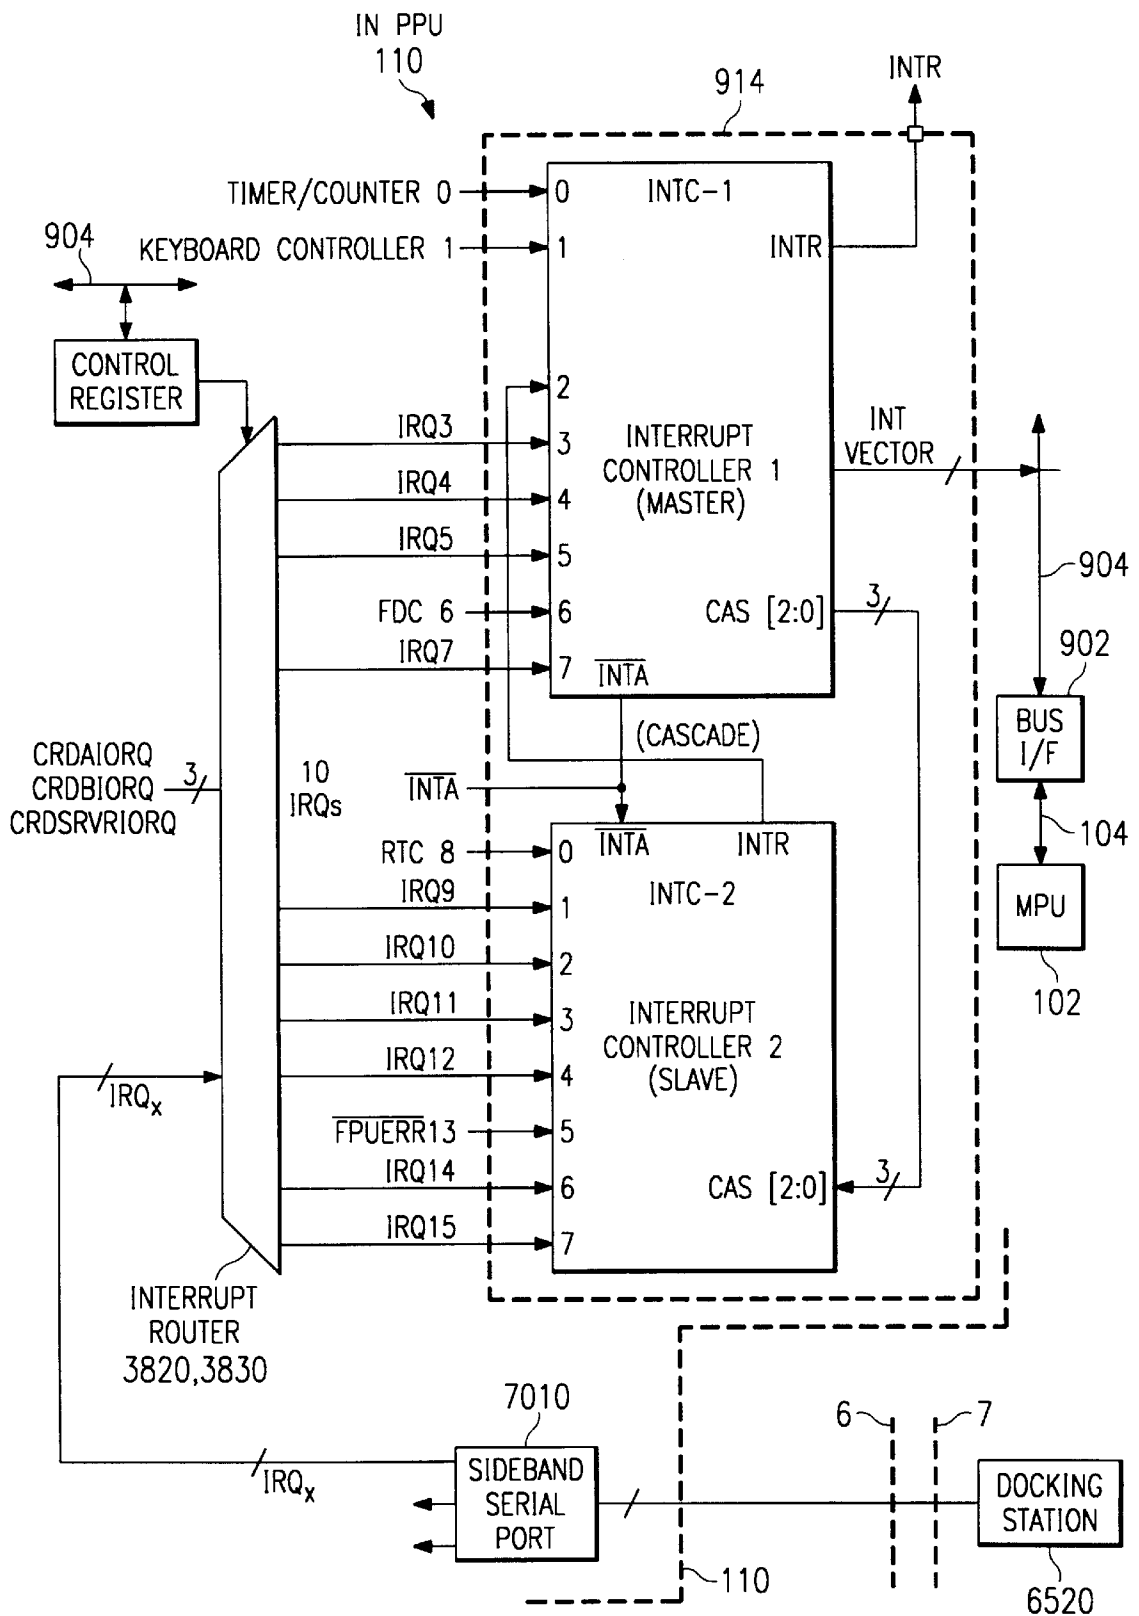 IN PPU
110
914
INTR
TIMER/COUNTER 0
0
INTC-1
904
KEYBOARD CONTROLLER 1
1
INTR
CONTROL
REGISTER
2
IRQ3
3
INTERRUPT
CONTROLLER 1
(MASTER)
INT
VECTOR
IRQ4
4
IRQ5
5
904
FDC 6
6
CAS [2:0]
3
IRQ7
7
INTA
902
BUS
I/F
(CASCADE)
CRDAIORQ
CRDBIORQ
CRDSRVRIORQ
3
10
IRQs
INTA
104
RTC 8
0
INTA
INTR
IRQ9
1
INTC-2
MPU
IRQ10
2
102
IRQ11
3
INTERRUPT
CONTROLLER 2
(SLAVE)
IRQ12
4
IRQx
FPUERR13
5
IRQ14
6
CAS [2:0]
3
IRQ15
7
INTERRUPT
ROUTER
3820,3830
7010
6
7
IRQx
SIDEBAND
SERIAL
PORT
DOCKING
STATION
110
6520